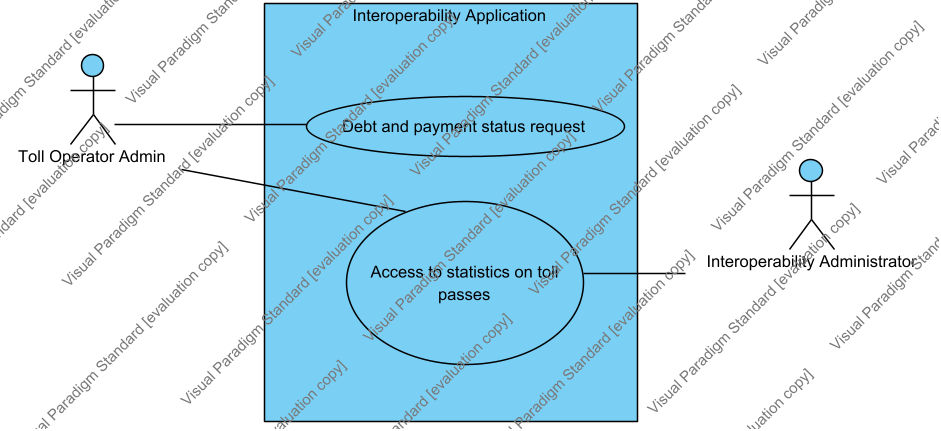 Interoperability Application
Debt and payment status request
Toll Operator Admin
Access to statistics on toll
passes
Interoperability Administrator
Visual Paradigm Standard [evaluation copy]